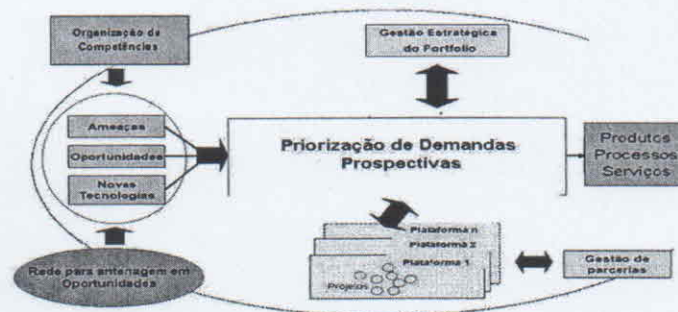 Organização de
Competências
Gestão Estratégica
do Portfolio
Ameaças
Oportunidades
Novas
Tecnologias
Priorização de Demandas
Prospectivas
Produtos
Processos
Serviços
Plataforma n
Plataforma 2
Plataforma 1
Projetos
Gestão de
parcerias
Rede para antenagem em
Oportunidades